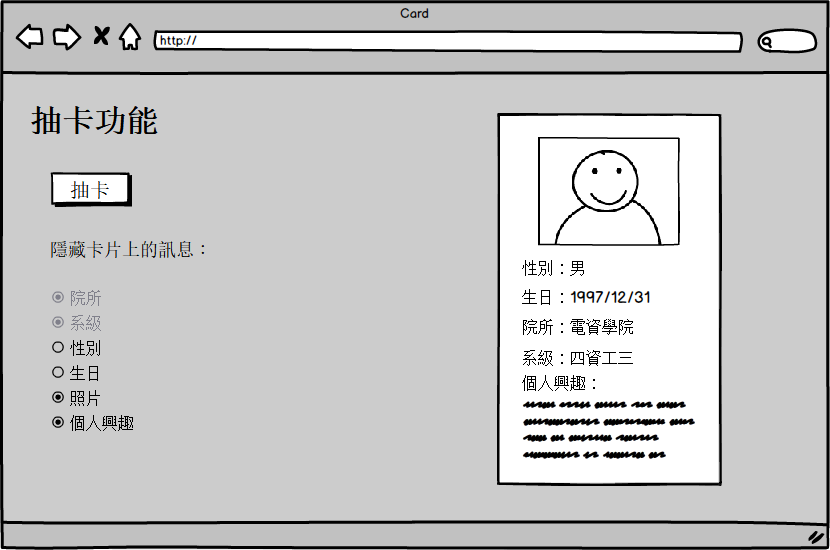 Card
http://
抽卡功能
抽卡
隱藏卡片上的訊息：
院所
系級
性別
生日
照片
個人興趣
性別：男
生日：1997/12/31
院所：電資學院
系級：四資工三
個人興趣：